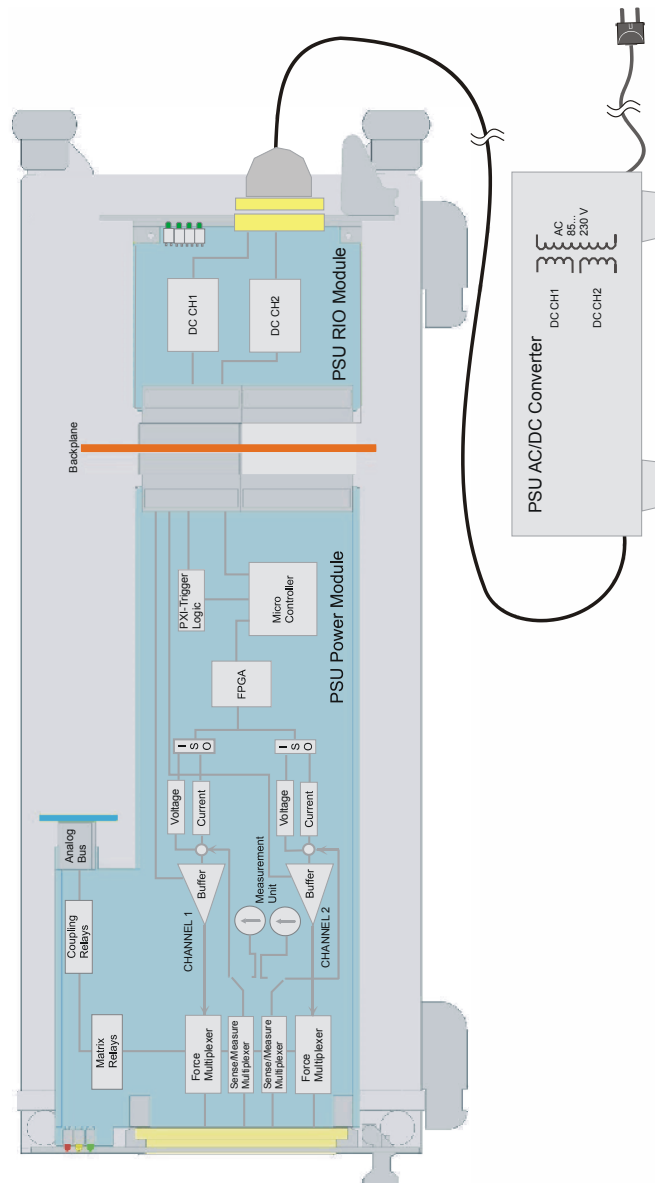 Analog
Bus
Coupling
Relays
Matrix
Relays
Backplane
PXI-Trigger
Logic
Micro
Controller
FPGA
I
S
O
Voltage
Current
Buffer
CHANNEL 1
Force
Multiplexer
Sense/Measure
Multiplexer
Measurement
Unit
I
S
O
Voltage
Current
Buffer
CHANNEL 2
Sense/Measure
Multiplexer
Force
Multiplexer
PSU Power Module
DC CH1
DC CH2
PSU RIO Module
PSU AC/DC Converter
DC CH1
DC CH2
AC
85...
230 V